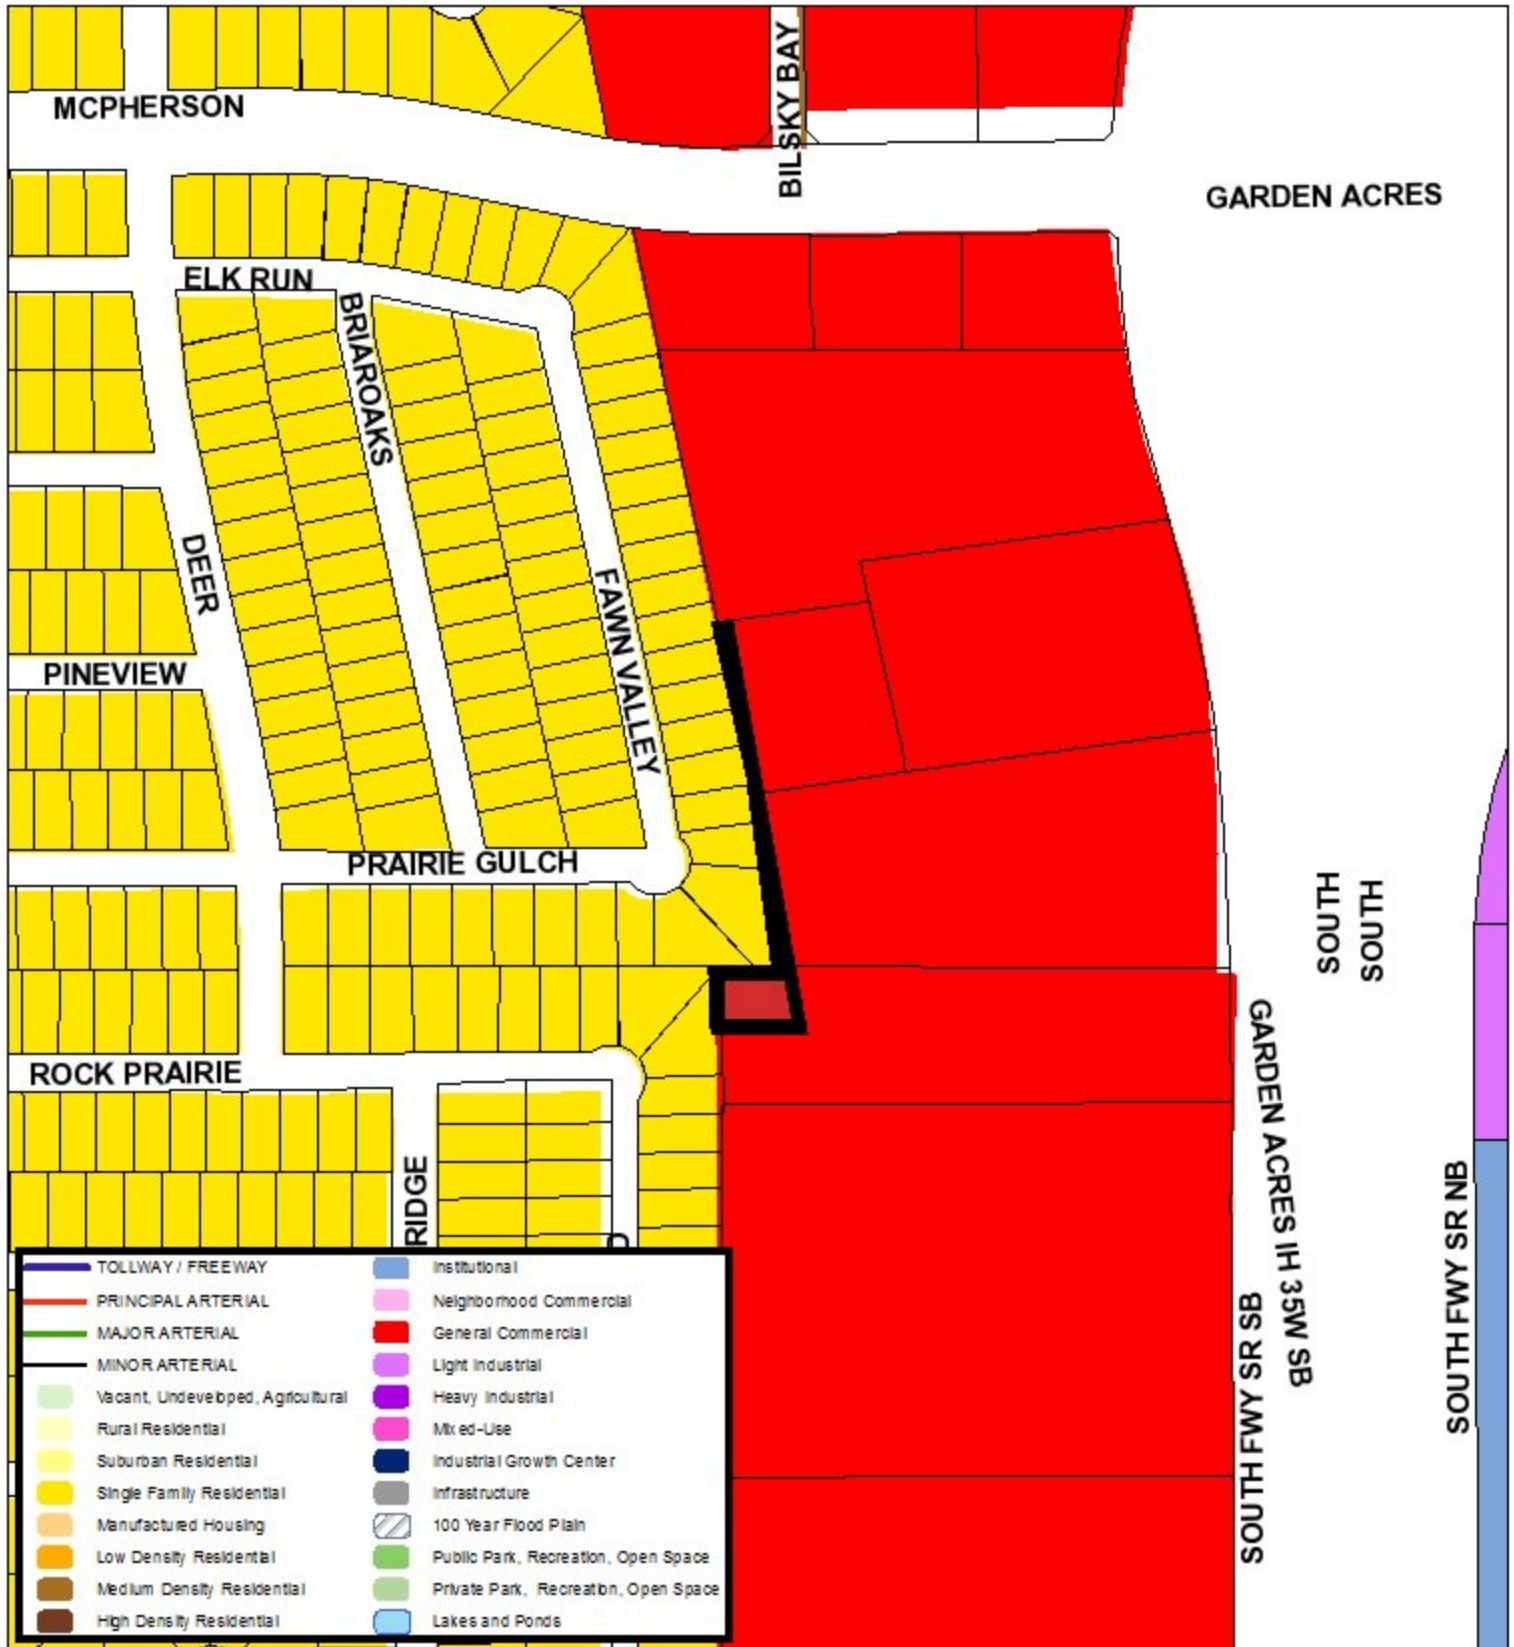 BILSKY BAY
MCPHERSON
GARDEN ACRES
ELK RUN
BRIAROAKS
DEER
FAWN VALLEY
PINEVIEW
PRAIRIE GULCH
SOUTH
SOUTH
GARDEN ACRES IH 35W SB
ROCK PRAIRIE
RIDGE
SOUTH FWY SR NB
SOUTH FWY SR SB
TOLLWAY / FREEWAY
PRINCIPAL ARTERIAL
MAJOR ARTERIAL
MINOR ARTERIAL
Vacant, Undeveloped, Agricultural
Rural Residential
Suburban Residential
Single Family Residential
Manufactured Housing
Low Density Residential
Medium Density Residential
High Density Residential
Institutional
Neighborhood Commercial
General Commercial
Light Industrial
Heavy Industrial
Mixed-Use
Industrial Growth Center
Infrastructure
100 Year Flood Plain
Public Park, Recreation, Open Space
Private Park, Recreation, Open Space
Lakes and Ponds